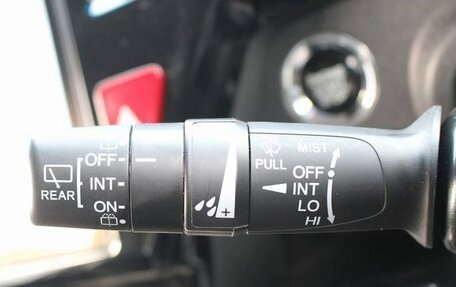 REAR
OFF
INT
ON
PULL
MIST
OFF
INT
LO
HI